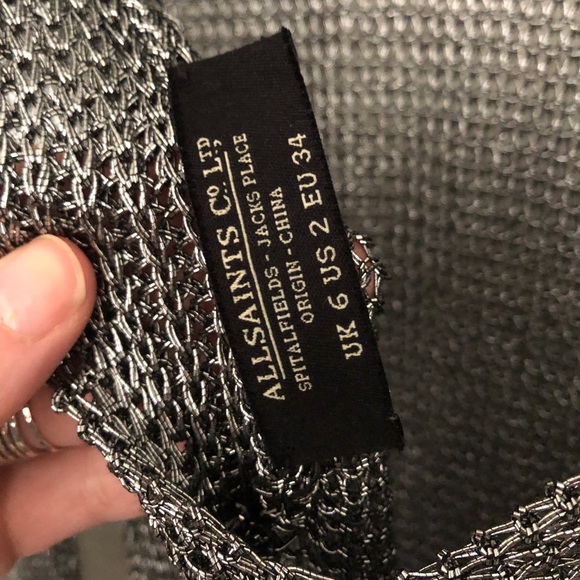 ALLSAINTS Co LTD,
SPITALFIELDS - JACKS PLACE
ORIGIN - CHINA
UK 6 US 2 EU 34